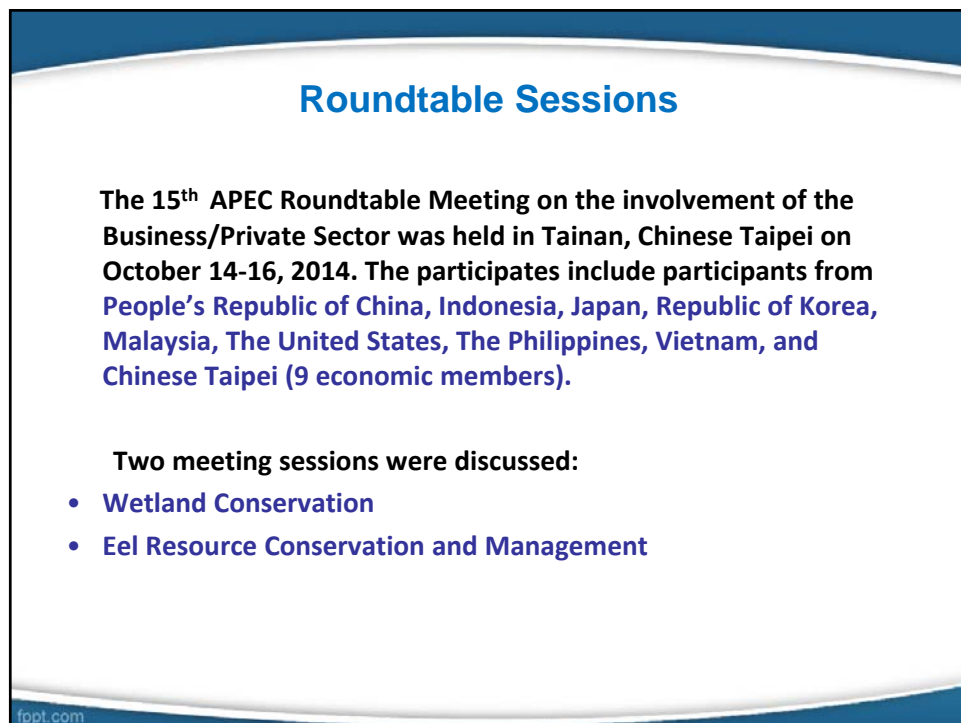 Roundtable Sessions
The 15th APEC Roundtable Meeting on the involvement of the
Business/Private Sector was held in Tainan, Chinese Taipei on
October 14-16, 2014. The participates include participants from
People's Republic of China, Indonesia, Japan, Republic of Korea,
Malaysia, The United States, The Philippines, Vietnam, and
Chinese Taipei (9 economic members).
Two meeting sessions were discussed:
• Wetland Conservation
• Eel Resource Conservation and Management
fppt.com